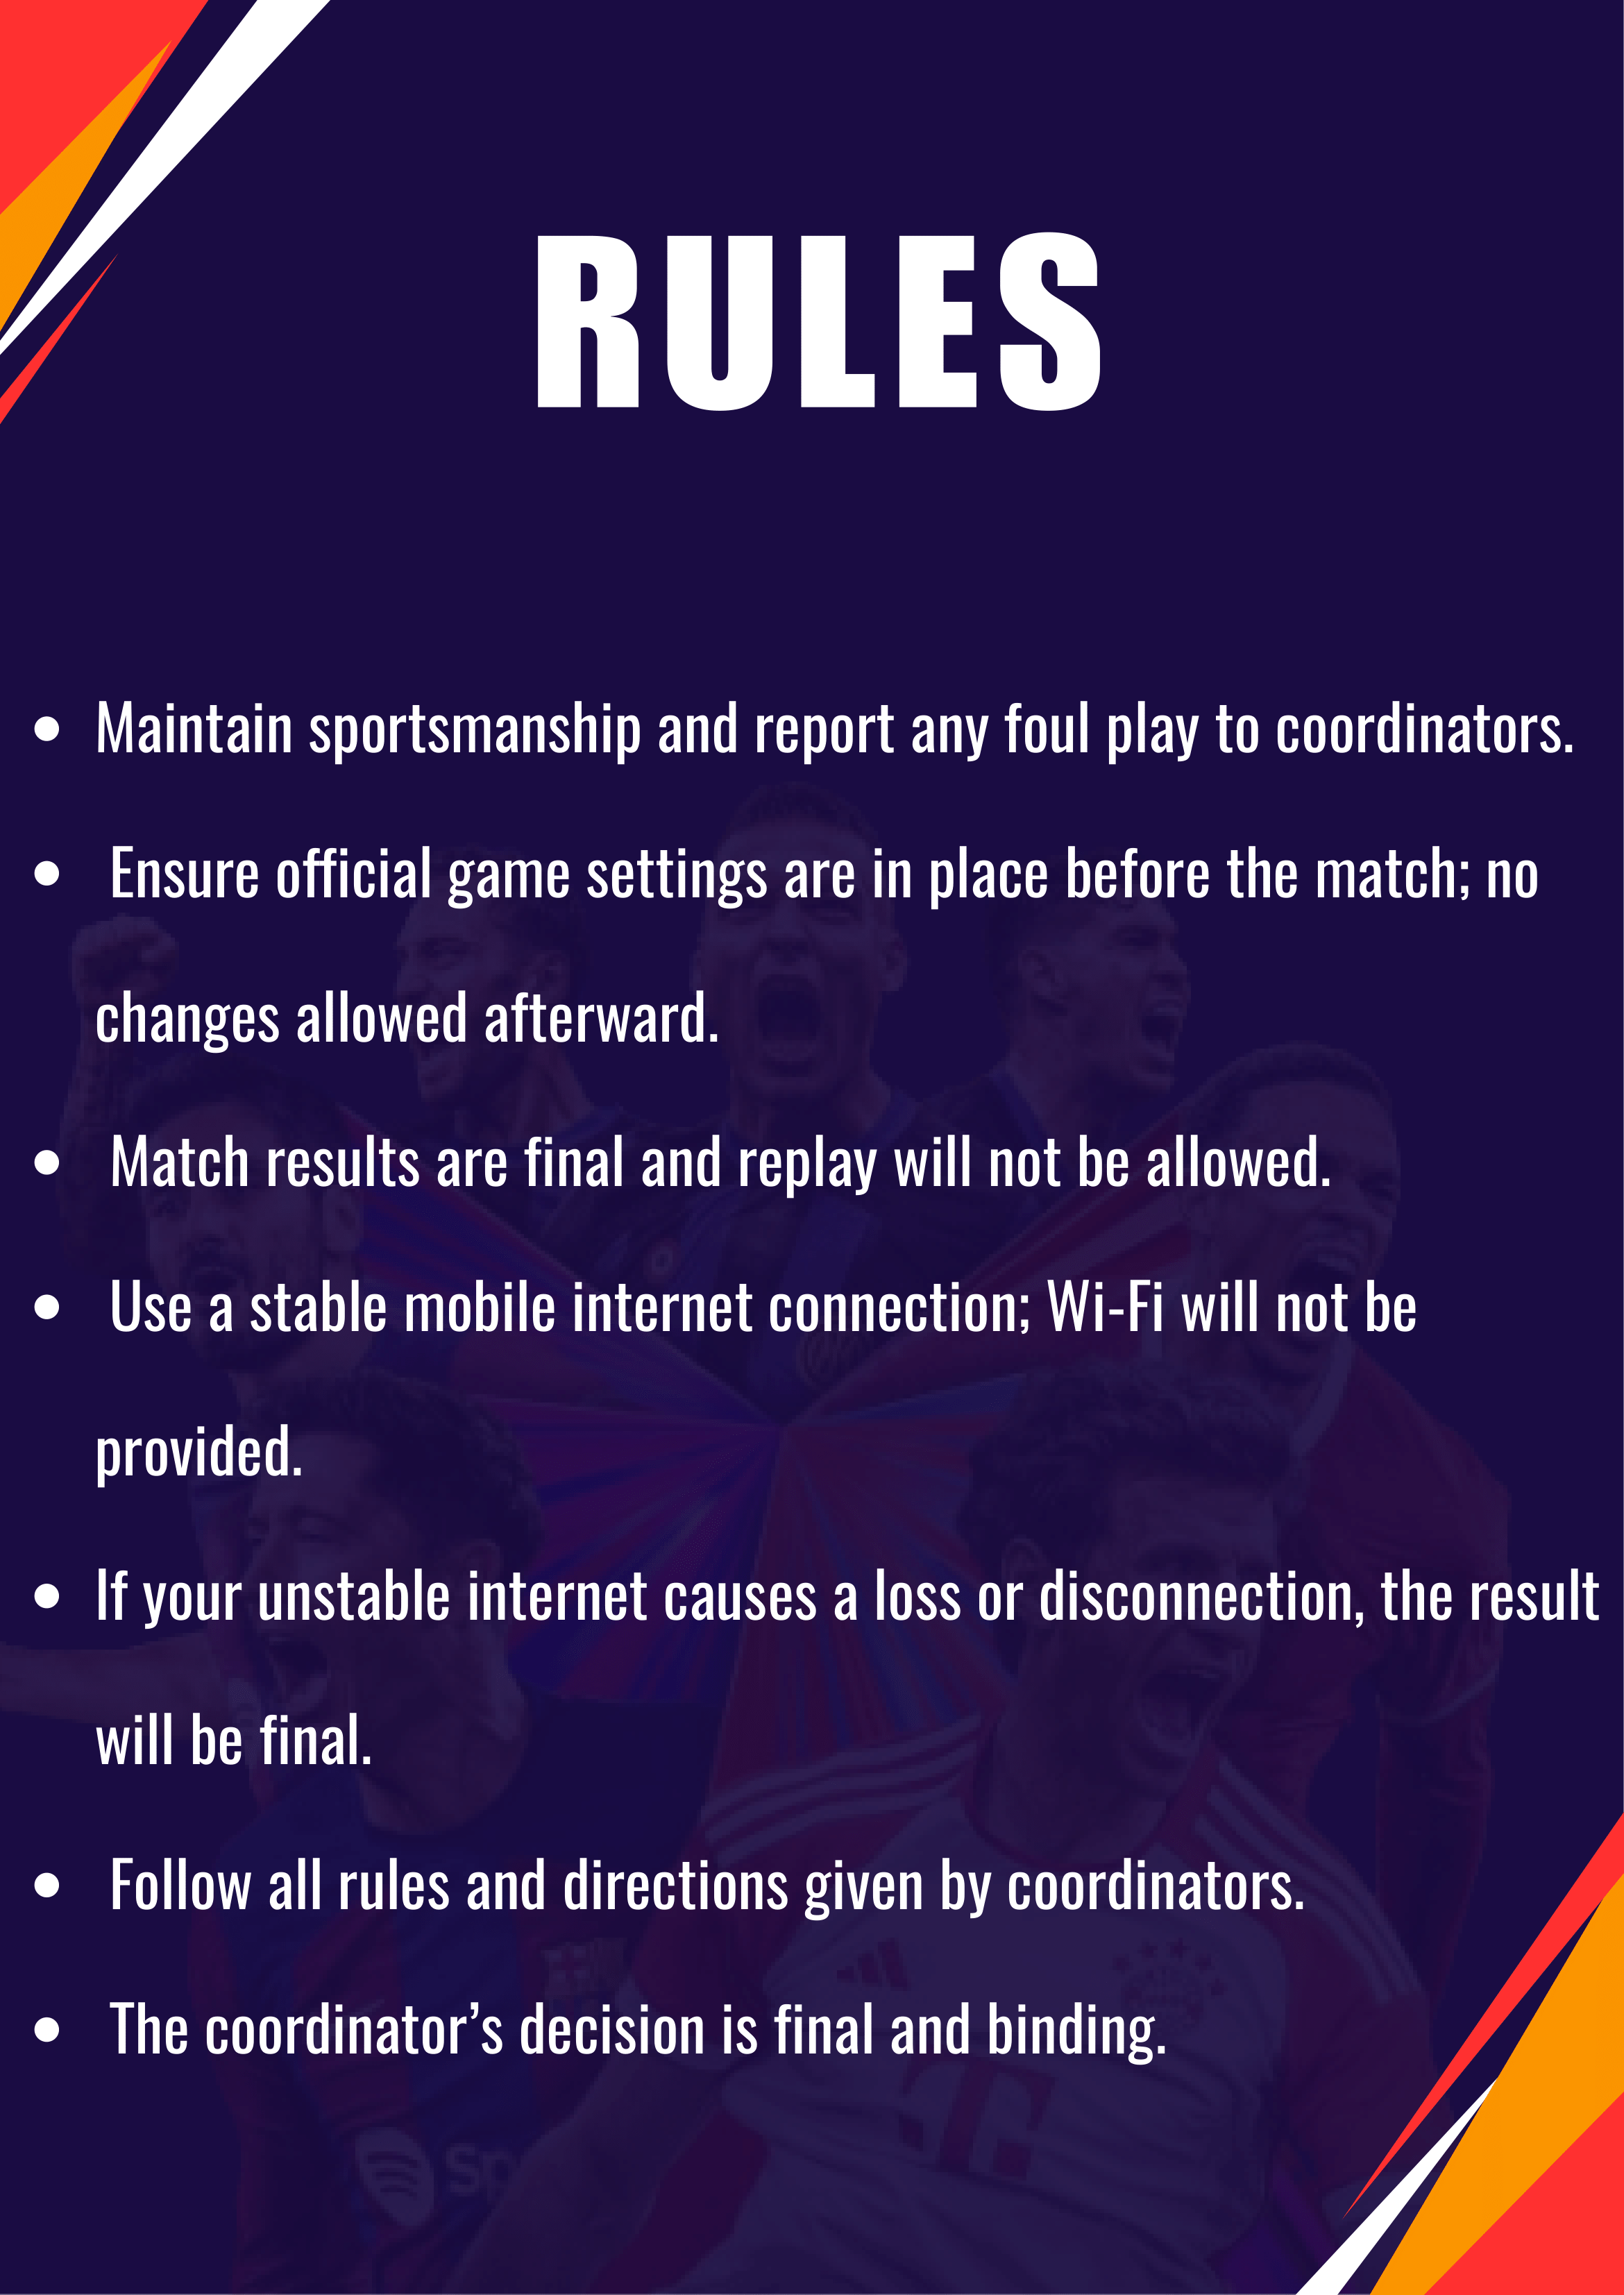 RULES
• Maintain sportsmanship and report any foul play to coordinators.
• Ensure official game settings are in place before the match; no
changes allowed afterward.
• Match results are final and replay will not be allowed.
• Use a stable mobile internet connection; Wi-Fi will not be
provided.
• If your unstable internet causes a loss or disconnection, the result
will be final.
• Follow all rules and directions given by coordinators.
• The coordinator’s decision is final and binding.
Sp